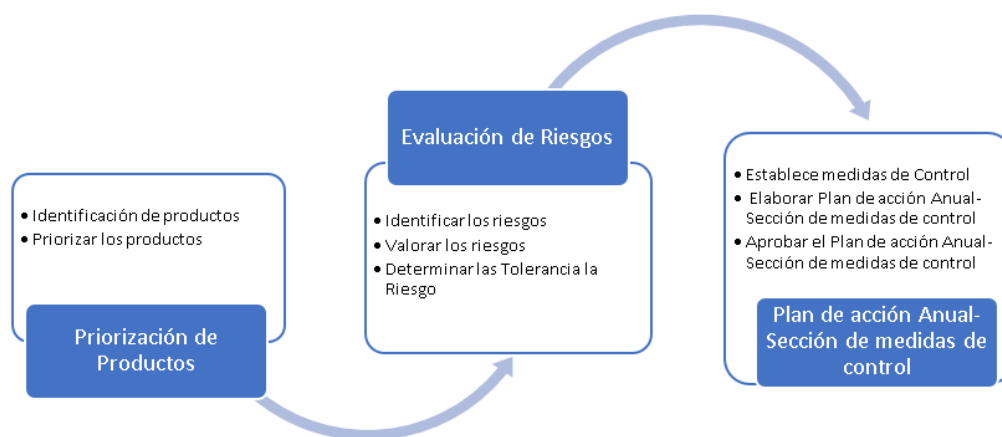 • Identificación de productos
• Priorizar los productos
Priorización de
Productos
Evaluación de Riesgos
• Identificar los riesgos
• Valorar los riesgos
• Determinar las Tolerancia la
Riesgo
• Establece medidas de Control
• Elaborar Plan de acción Anual-
Sección de medidas de control
• Aprobar el Plan de acción Anual-
Sección de medidas de control
Plan de acción Anual-
Sección de medidas de
control